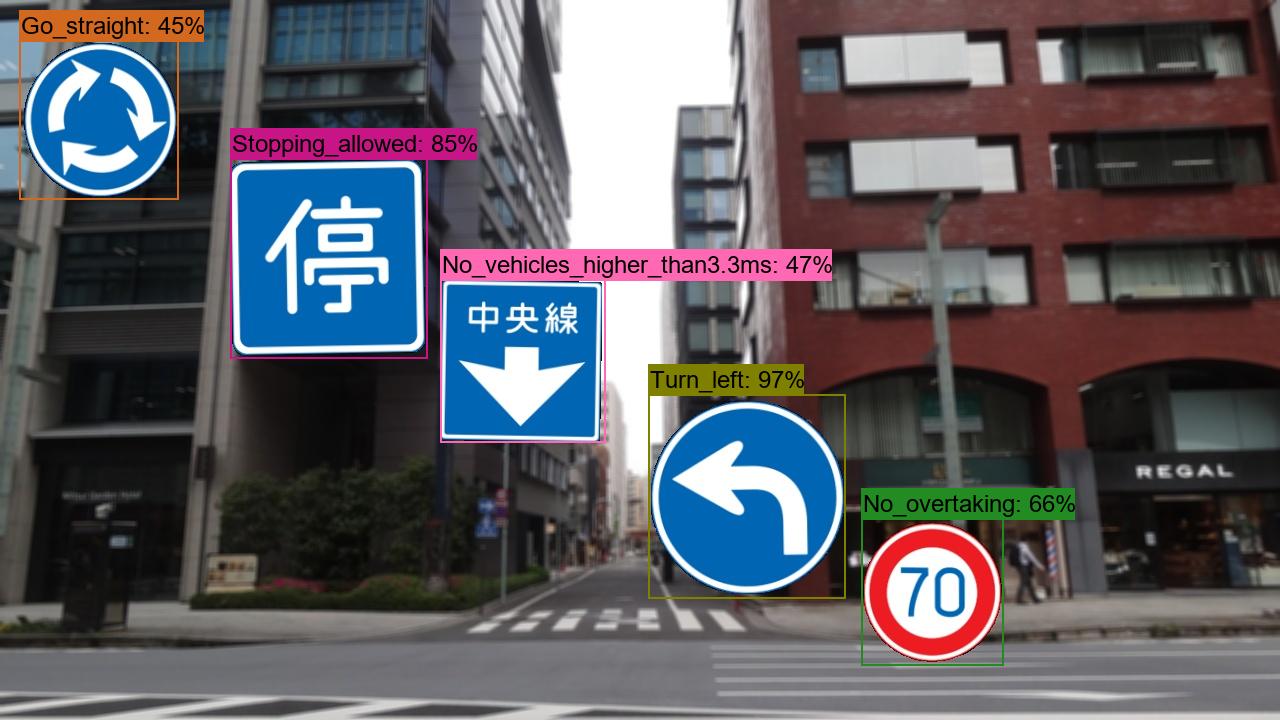 Go_straight: 45%
Stopping_allowed: 85%
停
No_vehicles_higher_than3.3ms: 47%
中央線
Turn_left: 97%
No_overtaking: 66%
70
REGAL